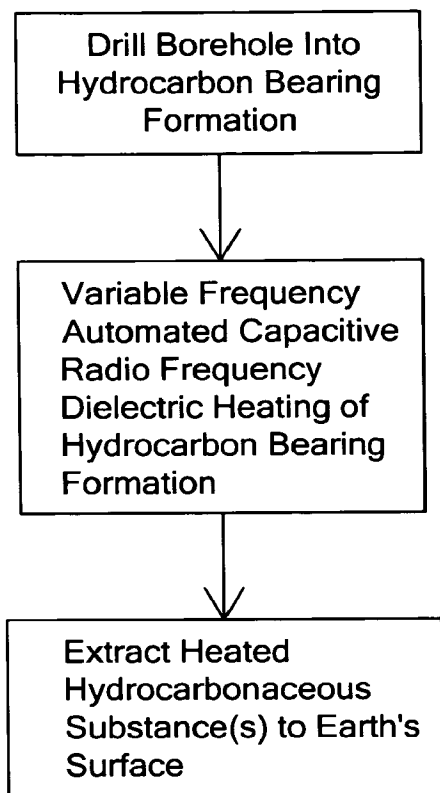 Drill Borehole Into
Hydrocarbon Bearing
Formation
Variable Frequency
Automated Capacitive
Radio Frequency
Dielectric Heating of
Hydrocarbon Bearing
Formation
Extract Heated
Hydrocarbonaceous
Substance(s) to Earth's
Surface